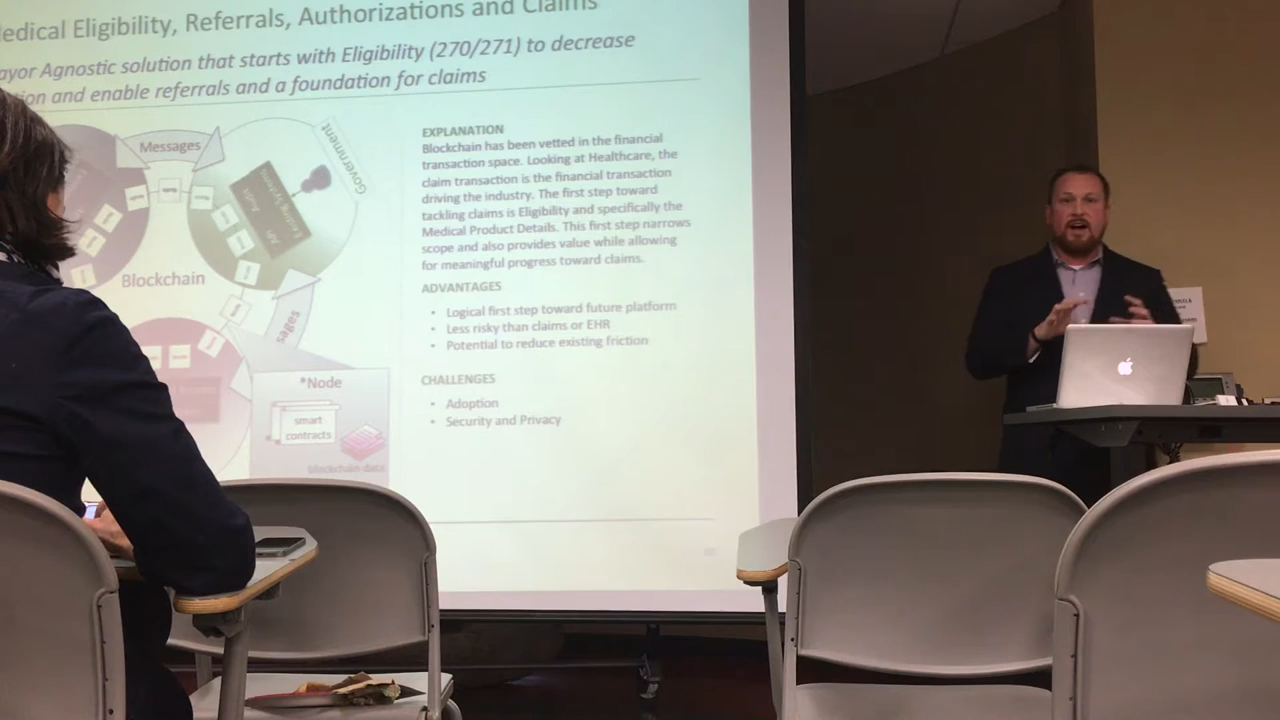 edical Eligibility, Referrals, Authorizations and Claims
ayor Agnostic solution that starts with Eligibility (270/271) to decrease
tion and enable referrals and a foundation for claims
Messages
Government
Audit
API
Blockchain
sages
*Node
smart
contracts
blockchain data
EXPLANATION
Blockchain has been vetted in the financial
transaction space. Looking at Healthcare, the
claim transaction is the financial transaction
driving the industry. The first step toward
tackling claims is Eligibility and specifically the
Medical Product Details. This first step narrows
scope and also provides value while allowing
for meaningful progress toward claims.
ADVANTAGES
• Logical first step toward future platform
• Less risky than claims or EHR
• Potential to reduce existing friction
CHALLENGES
• Adoption
• Security and Privacy